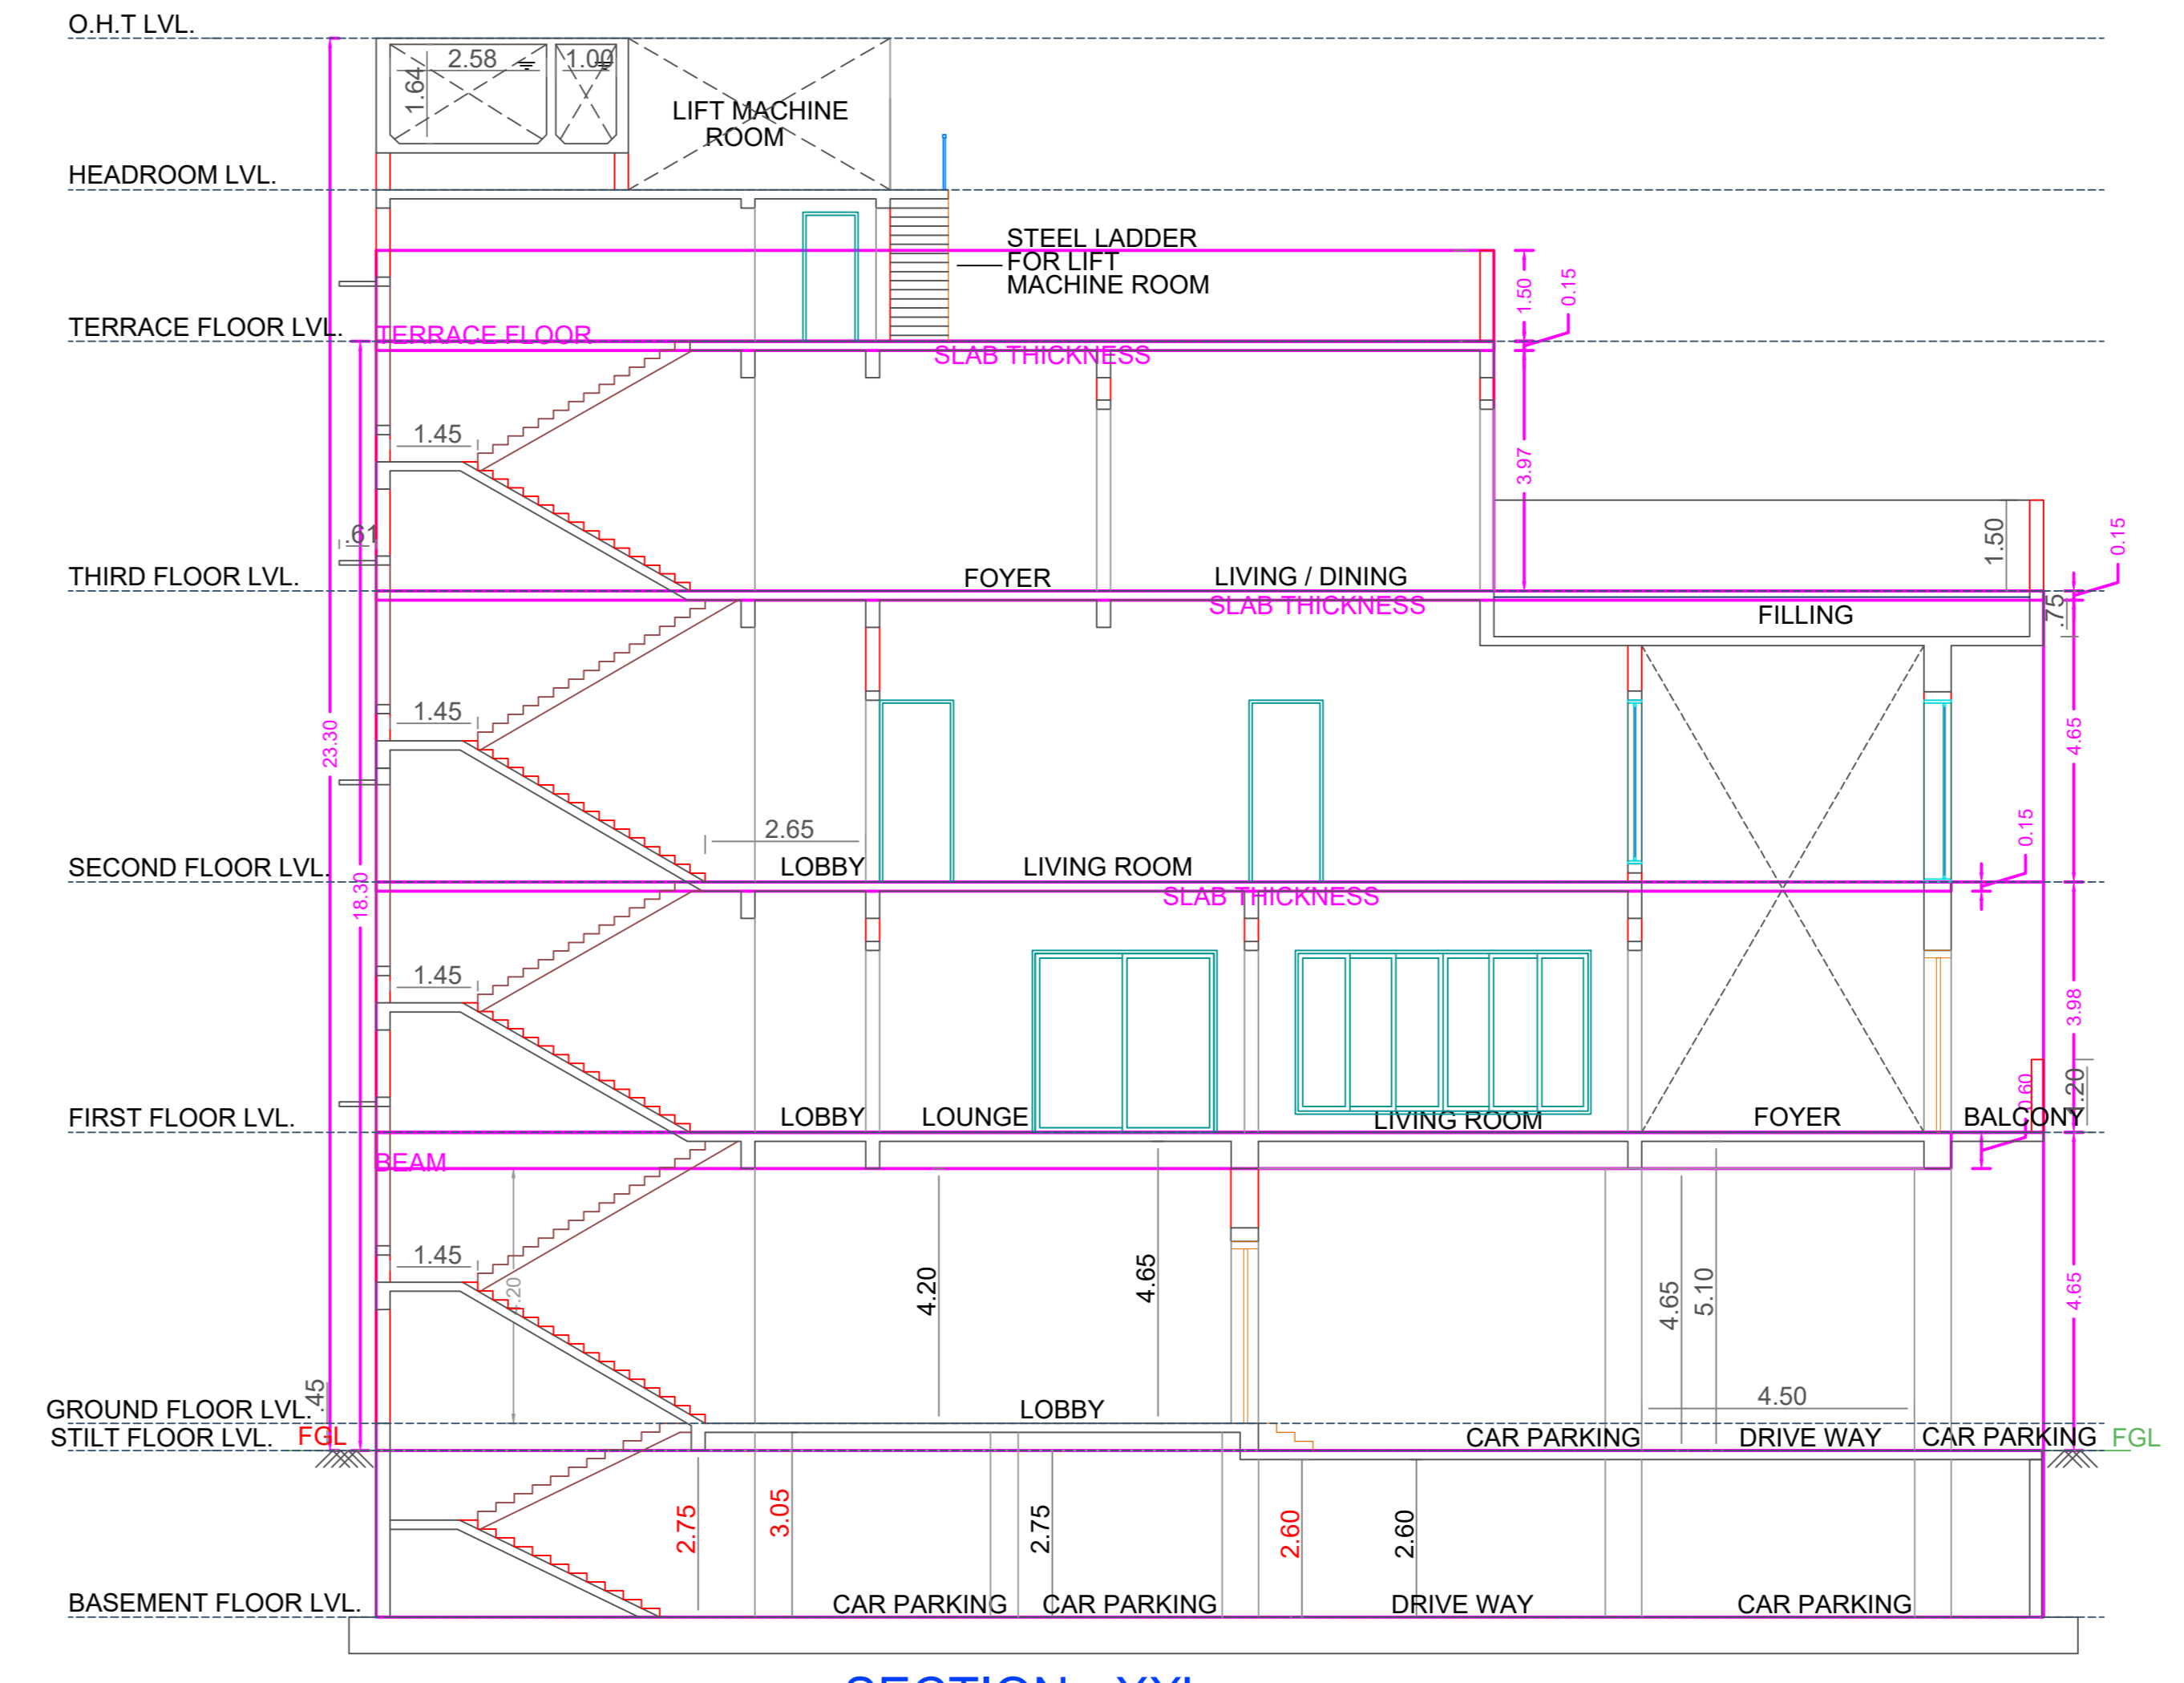 O.H.T LVL.
2.58
1.00
1.64
LIFT MACHINE
ROOM
HEADROOM LVL.
STEEL LADDER
FOR LIFT
MACHINE ROOM
1.50
0.15
TERRACE FLOOR LVL.
TERRACE FLOOR
SLAB THICKNESS
1.45
3.97
.61
1.50
0.15
THIRD FLOOR LVL.
FOYER
LIVING / DINING
SLAB THICKNESS
FILLING
.75
1.45
23.30
4.65
2.65
0.15
SECOND FLOOR LVL.
LOBBY
LIVING ROOM
18.30
SLAB THICKNESS
1.45
3.98
0.60
1.20
FIRST FLOOR LVL.
LOBBY
LOUNGE
LIVING ROOM
FOYER
BALCONY
BEAM
1.45
4.20
4.20
4.65
4.65
5.10
4.65
.45
4.50
GROUND FLOOR LVL.
LOBBY
STILT FLOOR LVL.
FGL
CAR PARKING
DRIVE WAY
CAR PARKING
FGL
2.75
3.05
2.75
2.60
2.60
BASEMENT FLOOR LVL.
CAR PARKING
CAR PARKING
DRIVE WAY
CAR PARKING